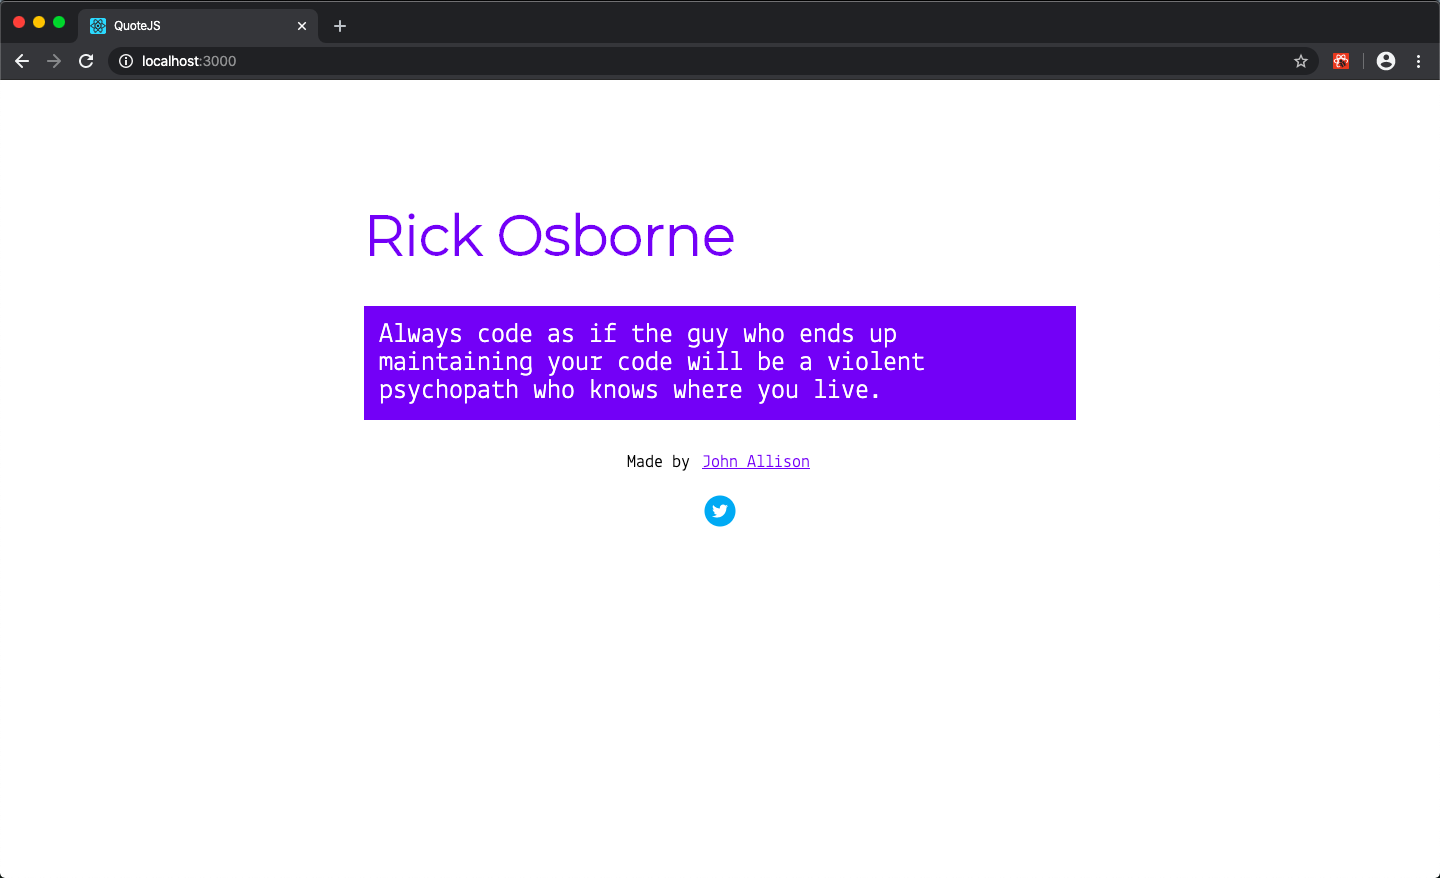 QuoteJS
localhost:3000
Rick Osborne
Always code as if the guy who ends up
maintaining your code will be a violent
psychopath who knows where you live.
Made by John Allison